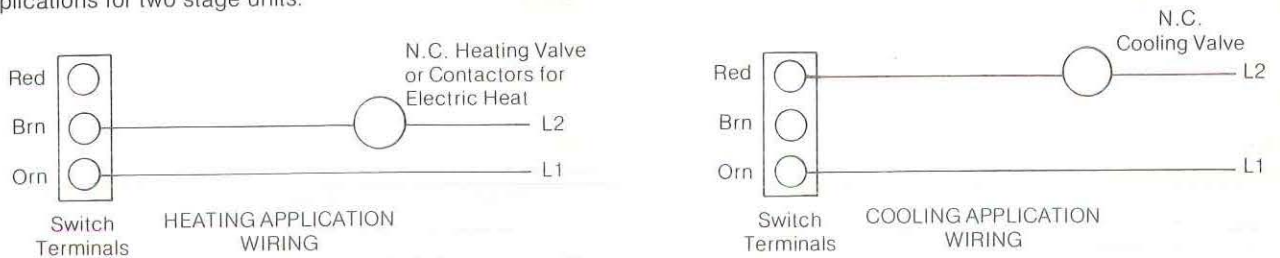 applications for two stage units.
N.C. Heating Valve
or Contactors for
Electric Heat
Red
Brn
L2
Orn
L1
Switch
Terminals
HEATING APPLICATION
WIRING
N.C.
Cooling Valve
Red
L2
Brn
Orn
L1
Switch
Terminals
COOLING APPLICATION
WIRING